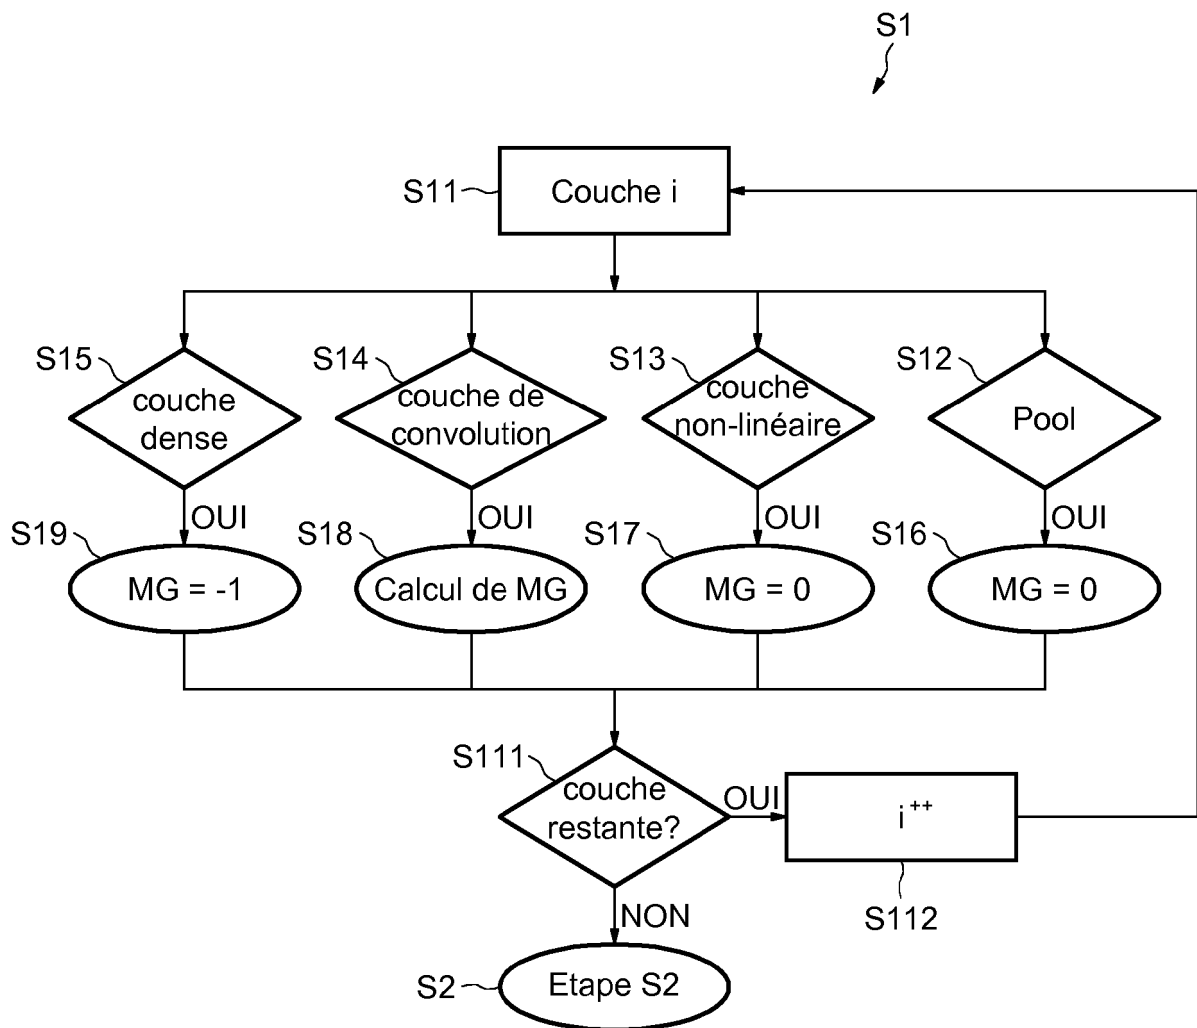 S1
S11
Couche i
S15
couche
dense
S14
couche de
convolution
S13
couche
non-linéaire
S12
Pool
OUI
OUI
OUI
OUI
S19
MG = -1
S18
Calcul de MG
S17
MG = 0
S16
MG = 0
S111
couche
restante?
OUI
i++
S112
NON
S2
Etape S2